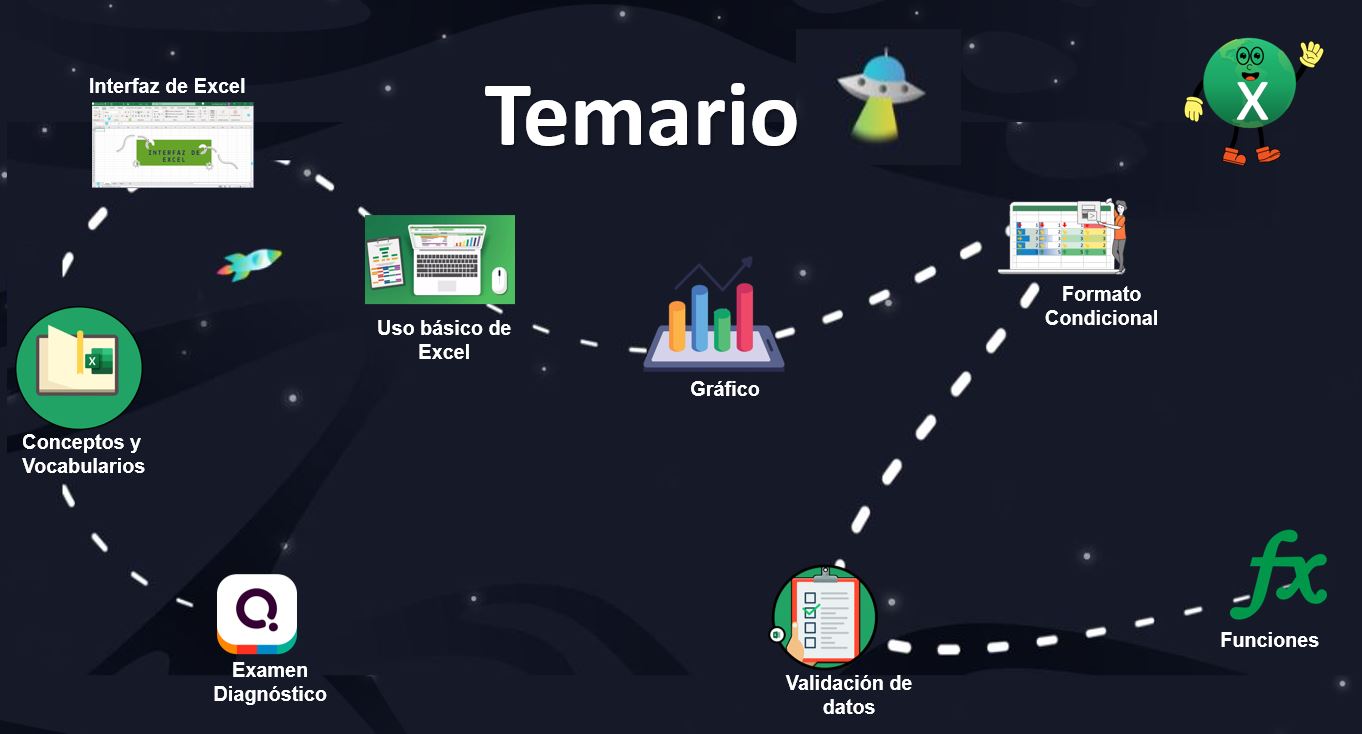 Temario
X
Interfaz de Excel
INTERFAZ DE
EXCEL
Uso básico de
Excel
Gráfico
Formato
Condicional
X
Conceptos y
Vocabularios
Examen
Diagnóstico
Validación de
datos
fx
Funciones